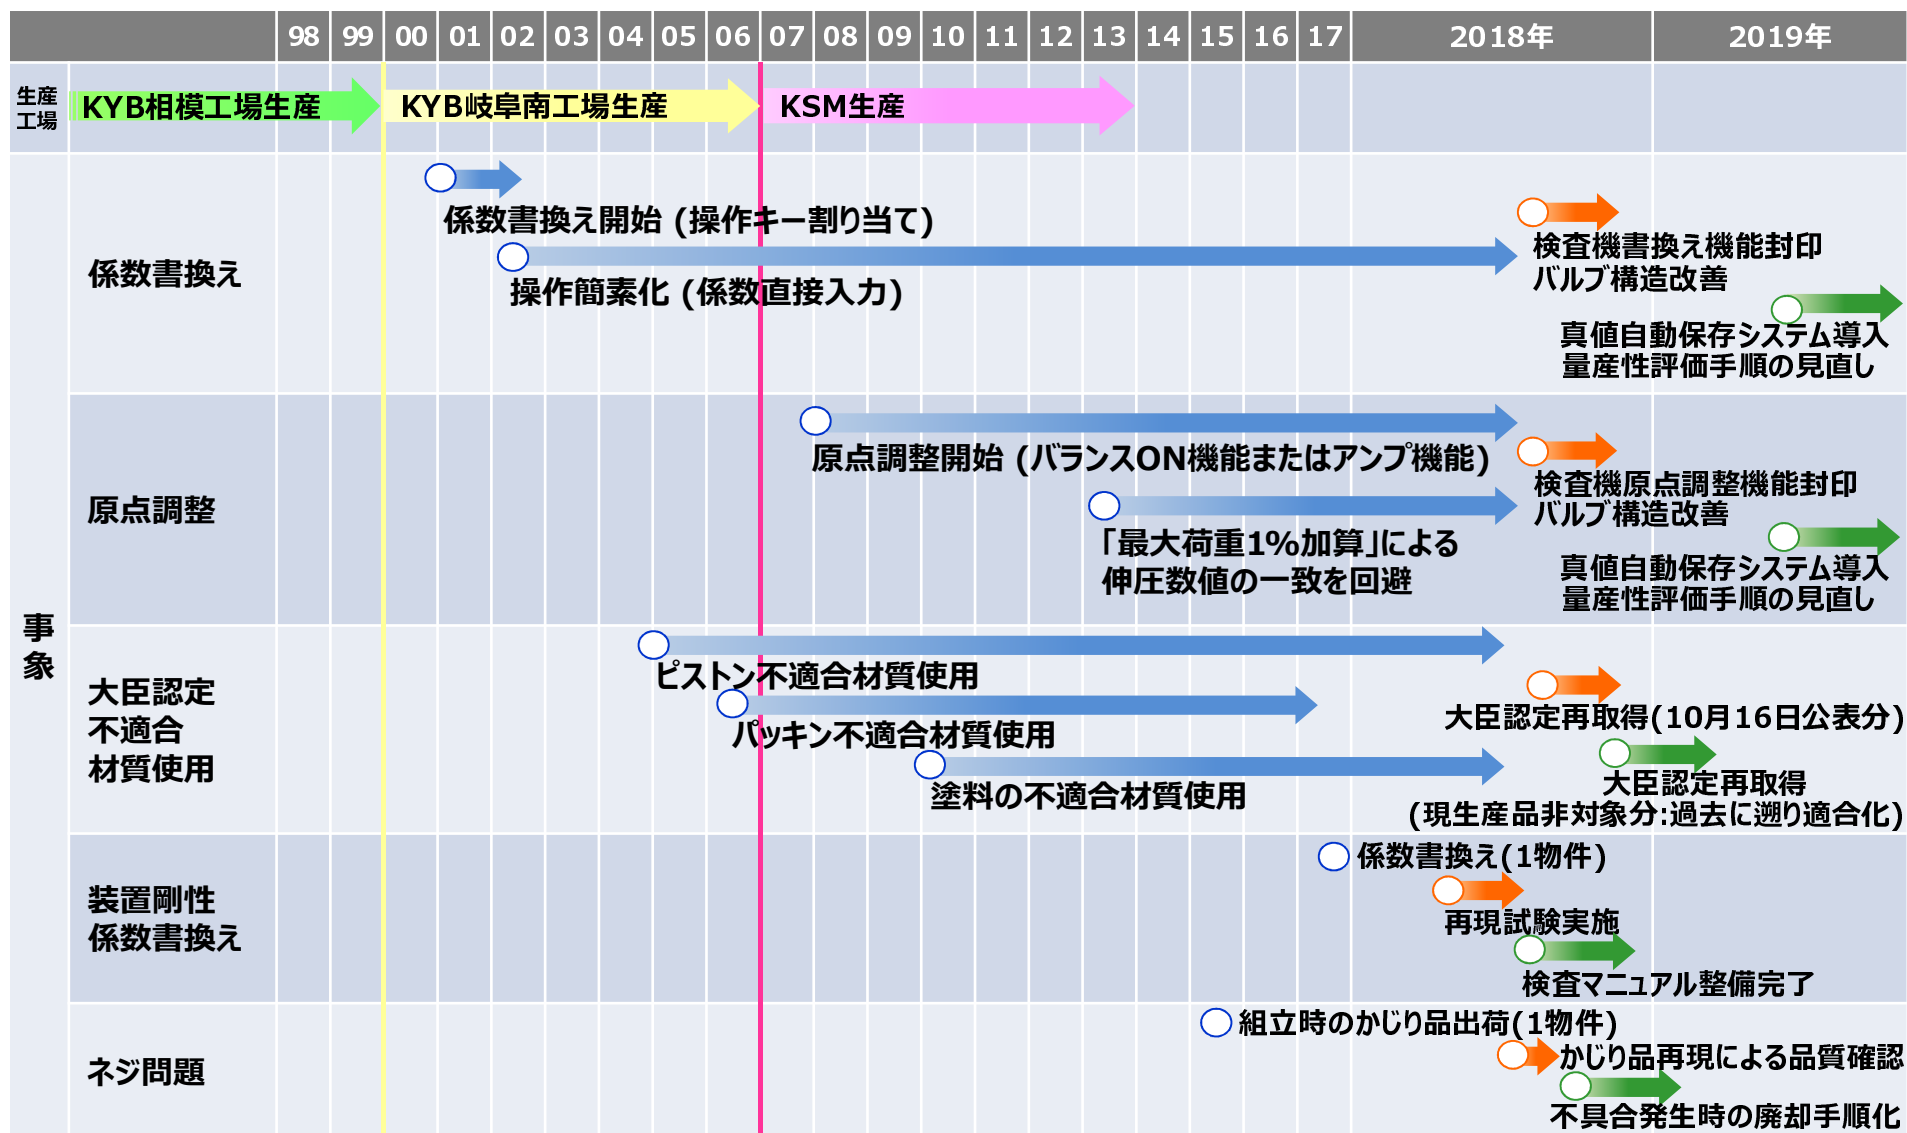 98 99 00 01 02 03 04 05 06 07 08 09 10 11 12 13 14 15 16 17 2018年 2019年
生産
工場
KYB相模工場生産 KYB岐阜南工場生産 KSM生産
事
象
係数書換え
係数書換え開始 (操作キー割り当て)
操作簡素化 (係数直接入力)
検査機書換え機能封印
バルブ構造改善
真値自動保存システム導入
量産性評価手順の見直し
原点調整
原点調整開始 (バランスON機能またはアンプ機能)
「最大荷重1%加算」による
伸圧数値の一致を回避
検査機原点調整機能封印
バルブ構造改善
真値自動保存システム導入
量産性評価手順の見直し
大臣認定
不適合
材質使用
ピストン不適合材質使用
パッキン不適合材質使用
塗料の不適合材質使用
大臣認定再取得(10月16日公表分)
大臣認定再取得
(現生産品非対象分:過去に遡り適合化)
装置剛性
係数書換え
係数書換え(1物件)
再現試験実施
検査マニュアル整備完了
ネジ問題
組立時のかじり品出荷(1物件)
かじり品再現による品質確認
不具合発生時の廃却手順化